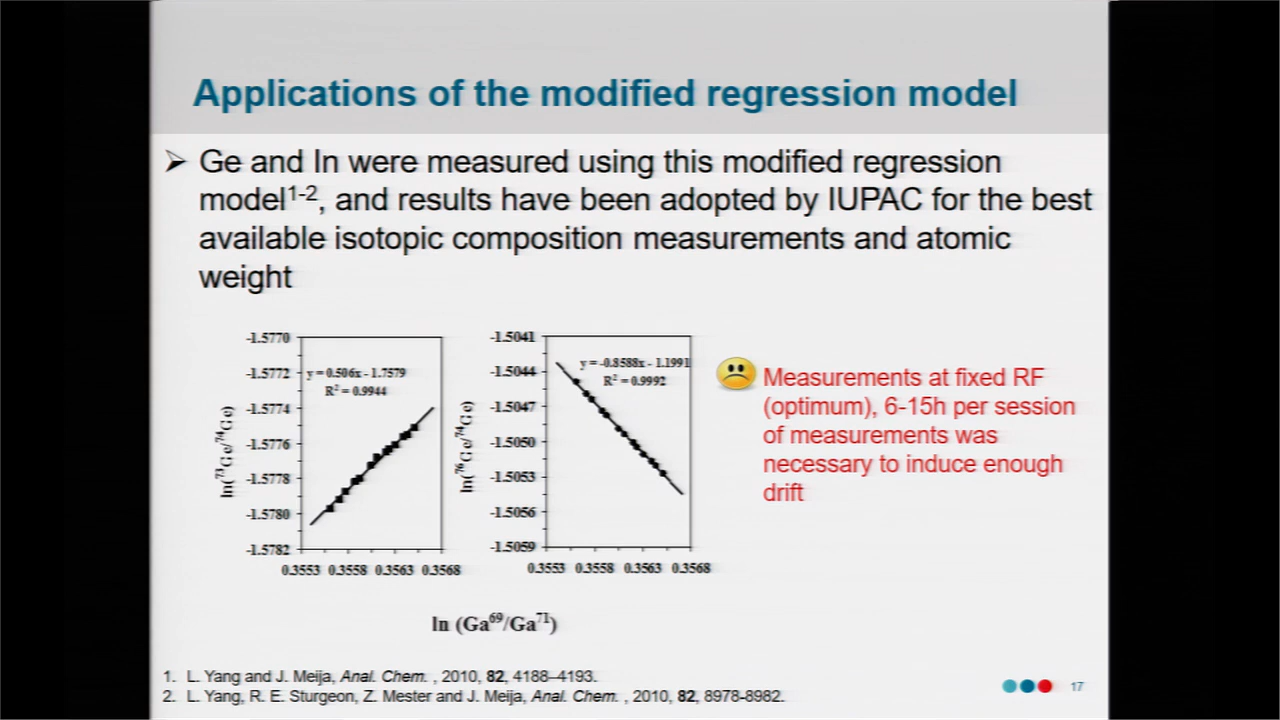 Applications of the modified regression model
➢ Ge and In were measured using this modified regression
model1-2, and results have been adopted by IUPAC for the best
available isotopic composition measurements and atomic
weight
-1.5770
-1.5772
-1.5774
-1.5776
-1.5778
-1.5780
-1.5782
y = 0.506x - 1.7579
R2 = 0.9944
ln(73Ge/74Ge)
0.3553 0.3558 0.3563 0.3568
-1.5041
-1.5044
-1.5047
-1.5050
-1.5053
-1.5056
-1.5059
y = -0.8588x - 1.1991
R2 = 0.9992
ln(76Ge/74Ge)
0.3553 0.3558 0.3563 0.3568
ln (Ga69/Ga71)
Measurements at fixed RF
(optimum), 6-15h per session
of measurements was
necessary to induce enough
drift
1. L. Yang and J. Meija, Anal. Chem. , 2010, 82, 4188–4193.
2. L. Yang, R. E. Sturgeon, Z. Mester and J. Meija, Anal. Chem. , 2010, 82, 8978-8982.
17